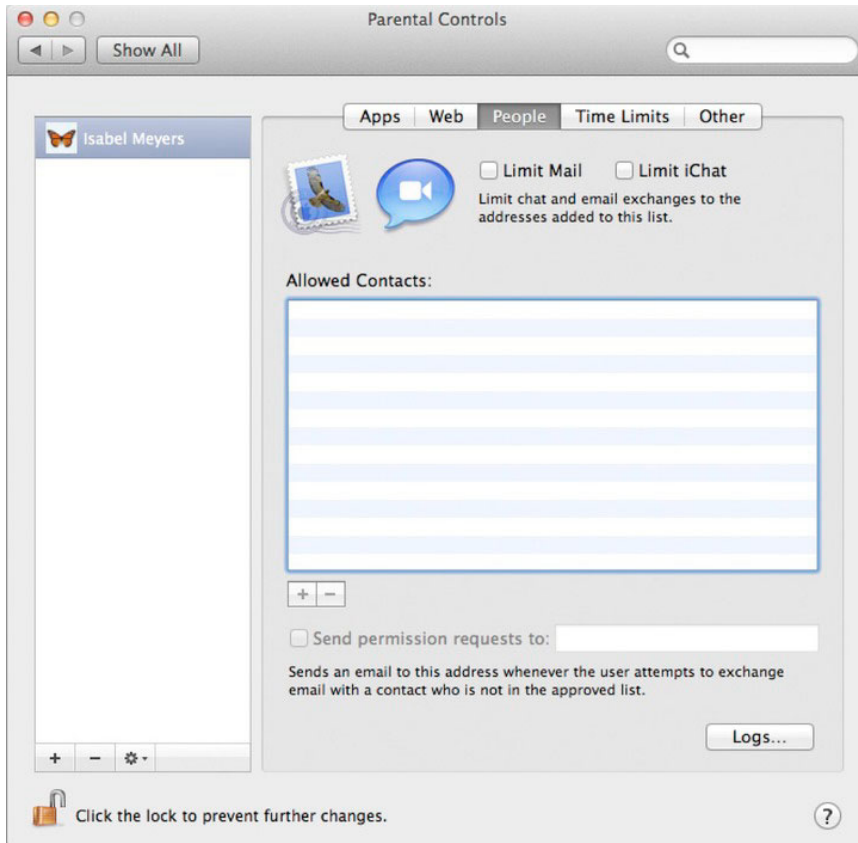 Parental Controls
Show All
Apps Web People Time Limits Other
Isabel Meyers
Limit Mail Limit iChat
Limit chat and email exchanges to the
addresses added to this list.
Allowed Contacts:
+ −
Send permission requests to:
Sends an email to this address whenever the user attempts to exchange
email with a contact who is not in the approved list.
Logs...
+ −
Click the lock to prevent further changes.
?